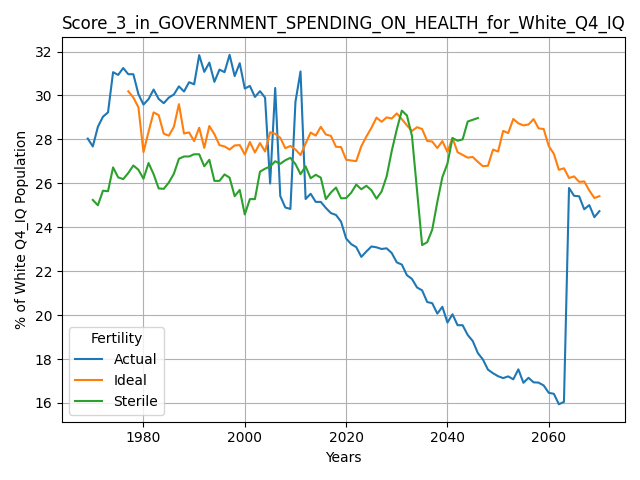 Score_3_in_GOVERNMENT_SPENDING_ON_HEALTH_for_White_Q4_IQ
% of White Q4_IQ Population
32
30
28
26
24
22
20
18
16
Fertility
Actual
Ideal
Sterile
1980 2000 2020 2040 2060
Years